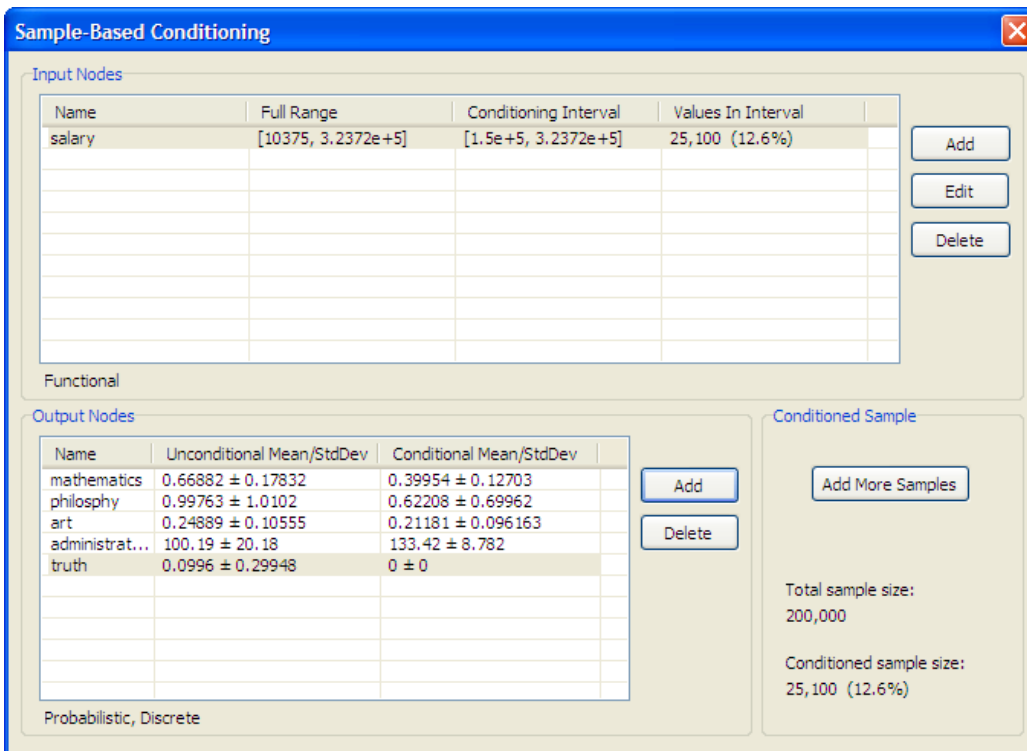 Sample-Based Conditioning
Input Nodes
Name Full Range Conditioning Interval Values In Interval
salary [10375, 3.2372e+5] [1.5e+5, 3.2372e+5] 25,100 (12.6%)
Add
Edit
Delete
Functional
Output Nodes
Name Unconditional Mean/StdDev Conditional Mean/StdDev
mathematics 0.66882 ± 0.17832 0.39954 ± 0.12703
philosphy 0.99763 ± 1.0102 0.62208 ± 0.69962
art 0.24889 ± 0.10555 0.21181 ± 0.096163
administrat... 100.19 ± 20.18 133.42 ± 8.782
truth 0.0996 ± 0.29948 0 ± 0
Add
Delete
Probabilistic, Discrete
Conditioned Sample
Add More Samples
Total sample size:
200,000
Conditioned sample size:
25,100 (12.6%)